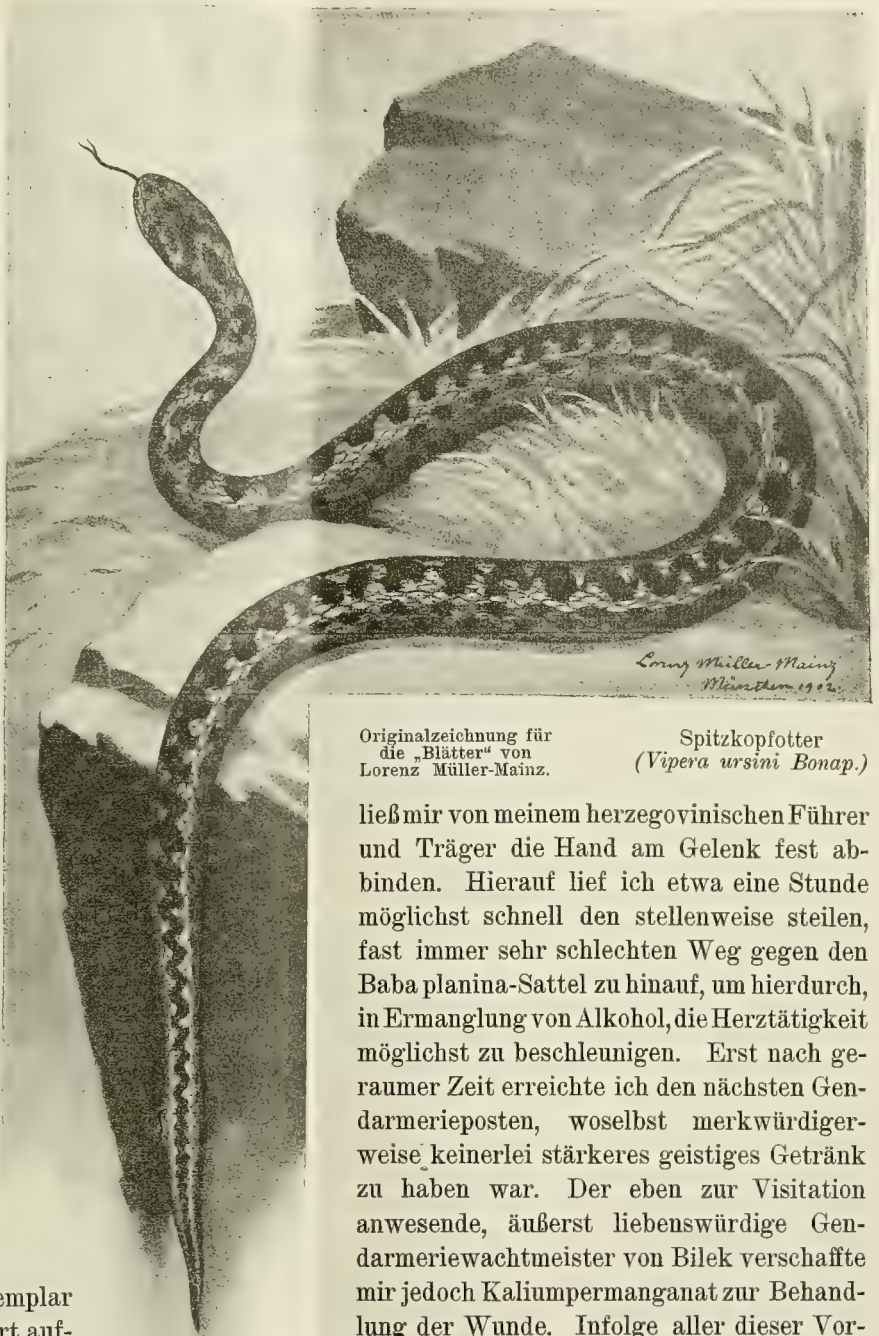 Lorenz Müller-Mainz
München 1902.
Originalzeichnung für
die „Blätter“ von
Lorenz Müller-Mainz.
Spitzkopfotter
(Vipera ursini Bonap.)
ließ mir von meinem herzegovinischen Führer
und Träger die Hand am Gelenk fest ab-
binden. Hierauf lief ich etwa eine Stunde
möglichst schnell den stellenweise steilen,
fast immer sehr schlechten Weg gegen den
Baba planina-Sattel zu hinauf, um hierdurch,
in Ermanglung von Alkohol, die Herztätigkeit
möglichst zu beschleunigen. Erst nach ge-
raumer Zeit erreichte ich den nächsten Gen-
darmerieposten, woselbst merkwürdiger-
weise keinerlei stärkeres geistiges Getränk
zu haben war. Der eben zur Visitation
anwesende, äußerst liebenswürdige Gen-
darmeriewachtmeister von Bilek verschaffte
mir jedoch Kaliumpermanganat zur Behand-
lung der Wunde. Infolge aller dieser Vor-
emplar
rt auf-